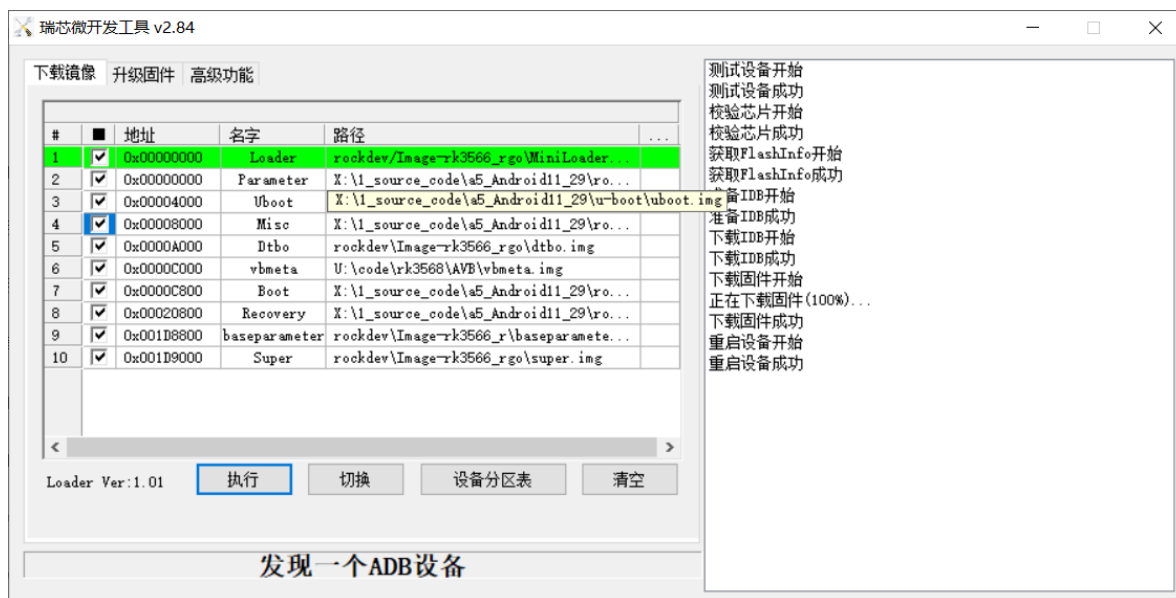 瑞芯微开发工具 v2.84
下载镜像 升级固件 高级功能
# 地址 名字 路径 ...
1 0x00000000 Loader rockdev/Image-rk3566_rgo\MiniLoader...
2 0x00000000 Parameter X:\1_source_code\a5_Android11_29\ro...
3 0x00004000 Uboot X:\1_source_code\a5_Android11_29\u-boot\uboot.img
4 0x00008000 Misc X:\1_source_code\a5_Android11_29\ro...
5 0x0000A000 Dtbo rockdev\Image-rk3566_rgo\dtbo.img
6 0x0000C000 vbmeta U:\code\rk3568\AVB\vbmeta.img
7 0x0000C800 Boot X:\1_source_code\a5_Android11_29\ro...
8 0x00020800 Recovery X:\1_source_code\a5_Android11_29\ro...
9 0x001D8800 baseparameter rockdev\Image-rk3566_r\baseparamete...
10 0x001D9000 Super rockdev\Image-rk3566_rgo\super.img
Loader Ver:1.01 执行 切换 设备分区表 清空
发现一个ADB设备
测试设备开始
测试设备成功
校验芯片开始
校验芯片成功
获取FlashInfo开始
获取FlashInfo成功
备IDB开始
准备IDB成功
下载IDB开始
下载IDB成功
下载固件开始
正在下载固件(100%)...
下载固件成功
重启设备开始
重启设备成功